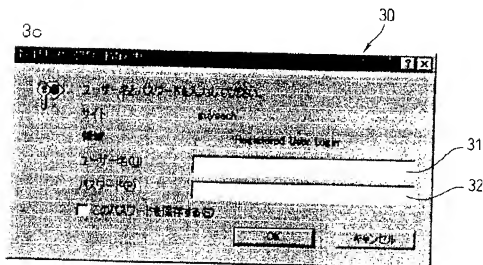 30
3c
ユーザー名とパスワードを入力してください。
サイト
領域 Registered User Login
ユーザー名(U)
31
パスワード(P)
32
このパスワードを保存する(S)
OK キャンセル